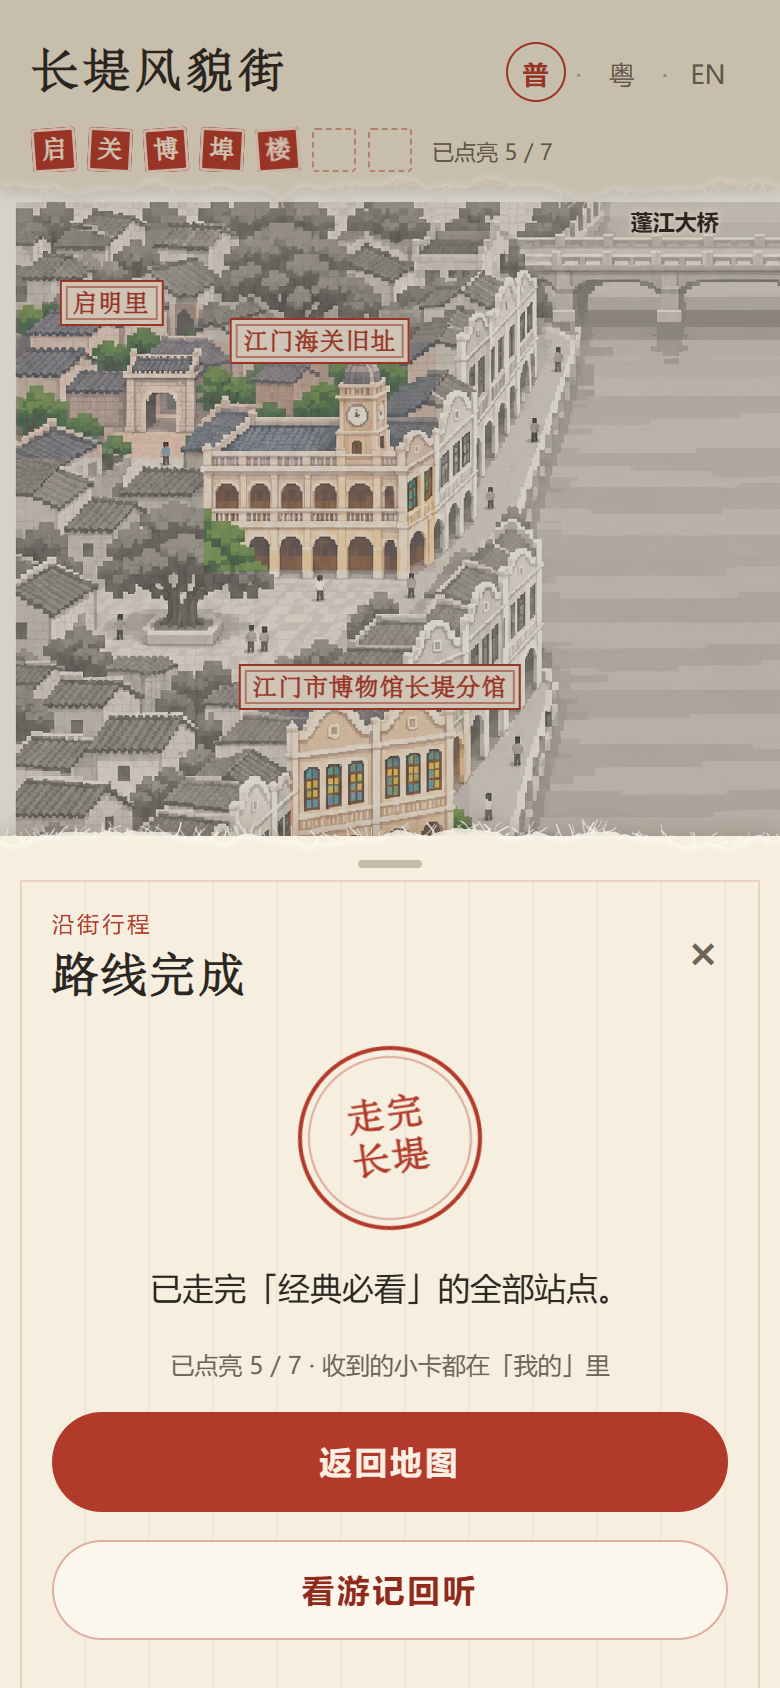 长堤风貌街
普 · 粤 · EN
启 关 博 埠 楼
已点亮 5 / 7
蓬江大桥
启明里
江门海关旧址
江门市博物馆长堤分馆
沿街行程
路线完成
×
走完
长堤
已走完「经典必看」的全部站点。
已点亮 5 / 7 · 收到的小卡都在「我的」里
返回地图
看游记回听